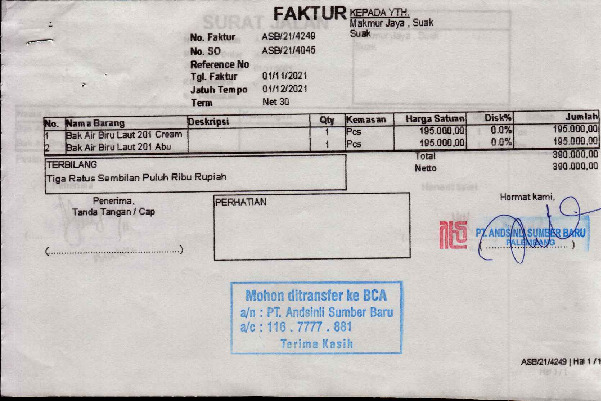 FAKTUR
KEPADA YTH,
Makmur Jaya , Suak
Suak
No. Faktur ASB/21/4249
No. SO ASB/21/4045
Reference No
Tgl. Faktur 01/11/2021
Jatuh Tempo 01/12/2021
Term Net 30
No. Nama Barang Deskripsi Qty Kemasan Harga Satuan Disk% Jumlah
1 Bak Air Biru Laut 201 Cream 1 Pcs 195.000,00 0.0% 195.000,00
2 Bak Air Biru Laut 201 Abu 1 Pcs 195.000,00 0.0% 195.000,00
Total 390.000,00
Netto 390.000,00
TERBILANG
Tiga Ratus Sembilan Puluh Ribu Rupiah
Penerima,
Tanda Tangan / Cap
(.............................................)
PERHATIAN
Hormat kami,
PT. ANDSINLI SUMBER BARU
PALEMBANG
Mohon ditransfer ke BCA
a/n : PT. Andsinli Sumber Baru
a/c : 116 . 7777 . 881
Terima Kasih
ASB/21/4249 | Hal 1 / 1